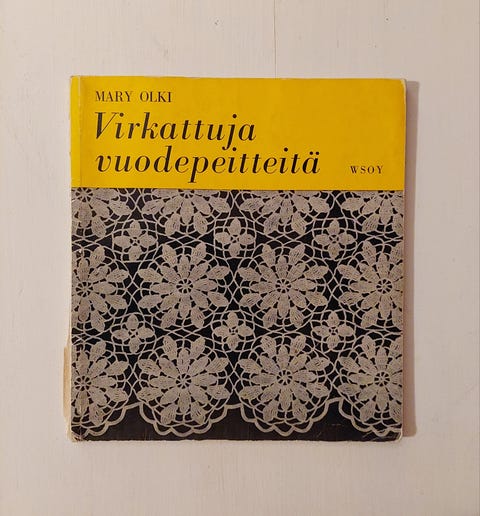 MARY OLKI
Virkattuja
vuodepeitteitä
WSOY